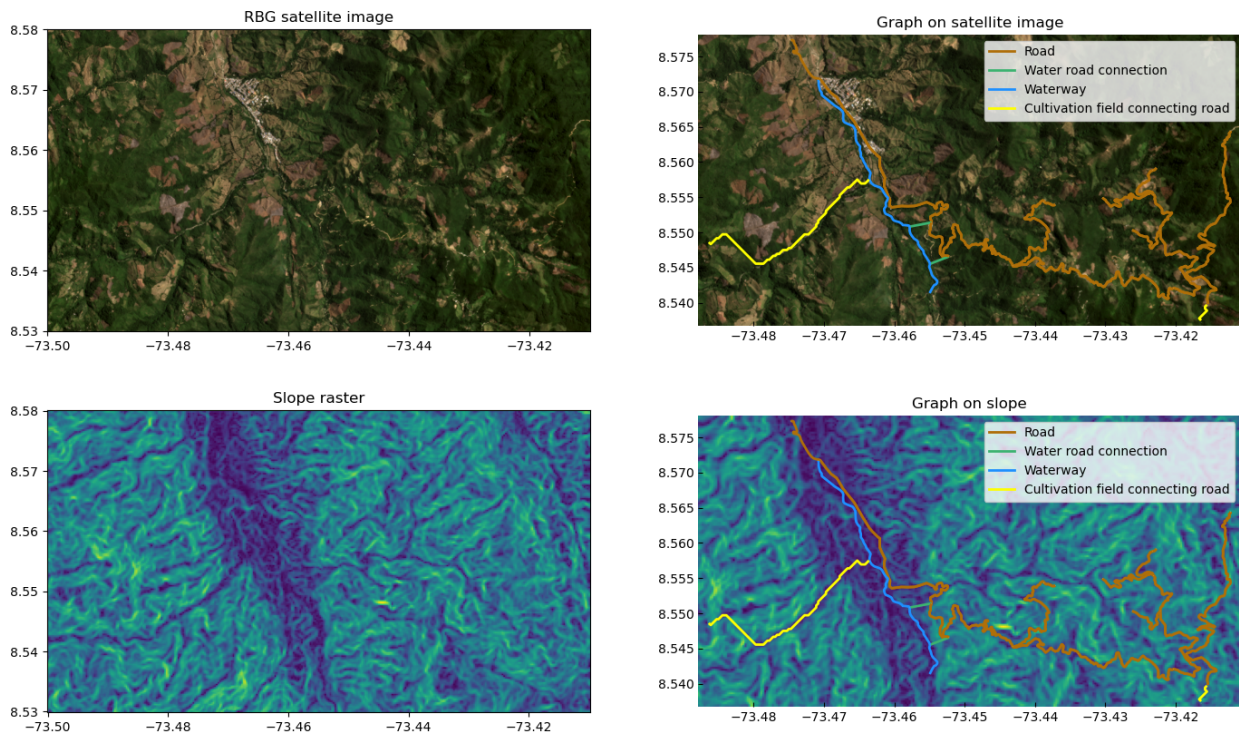 RBG satellite image
8.58
8.57
8.56
8.55
8.54
8.53
−73.50 −73.48 −73.46 −73.44 −73.42
Graph on satellite image
Road
Water road connection
Waterway
Cultivation field connecting road
8.575
8.570
8.565
8.560
8.555
8.550
8.545
8.540
−73.48 −73.47 −73.46 −73.45 −73.44 −73.43 −73.42
Slope raster
8.58
8.57
8.56
8.55
8.54
8.53
−73.50 −73.48 −73.46 −73.44 −73.42
Graph on slope
Road
Water road connection
Waterway
Cultivation field connecting road
8.575
8.570
8.565
8.560
8.555
8.550
8.545
8.540
−73.48 −73.47 −73.46 −73.45 −73.44 −73.43 −73.42